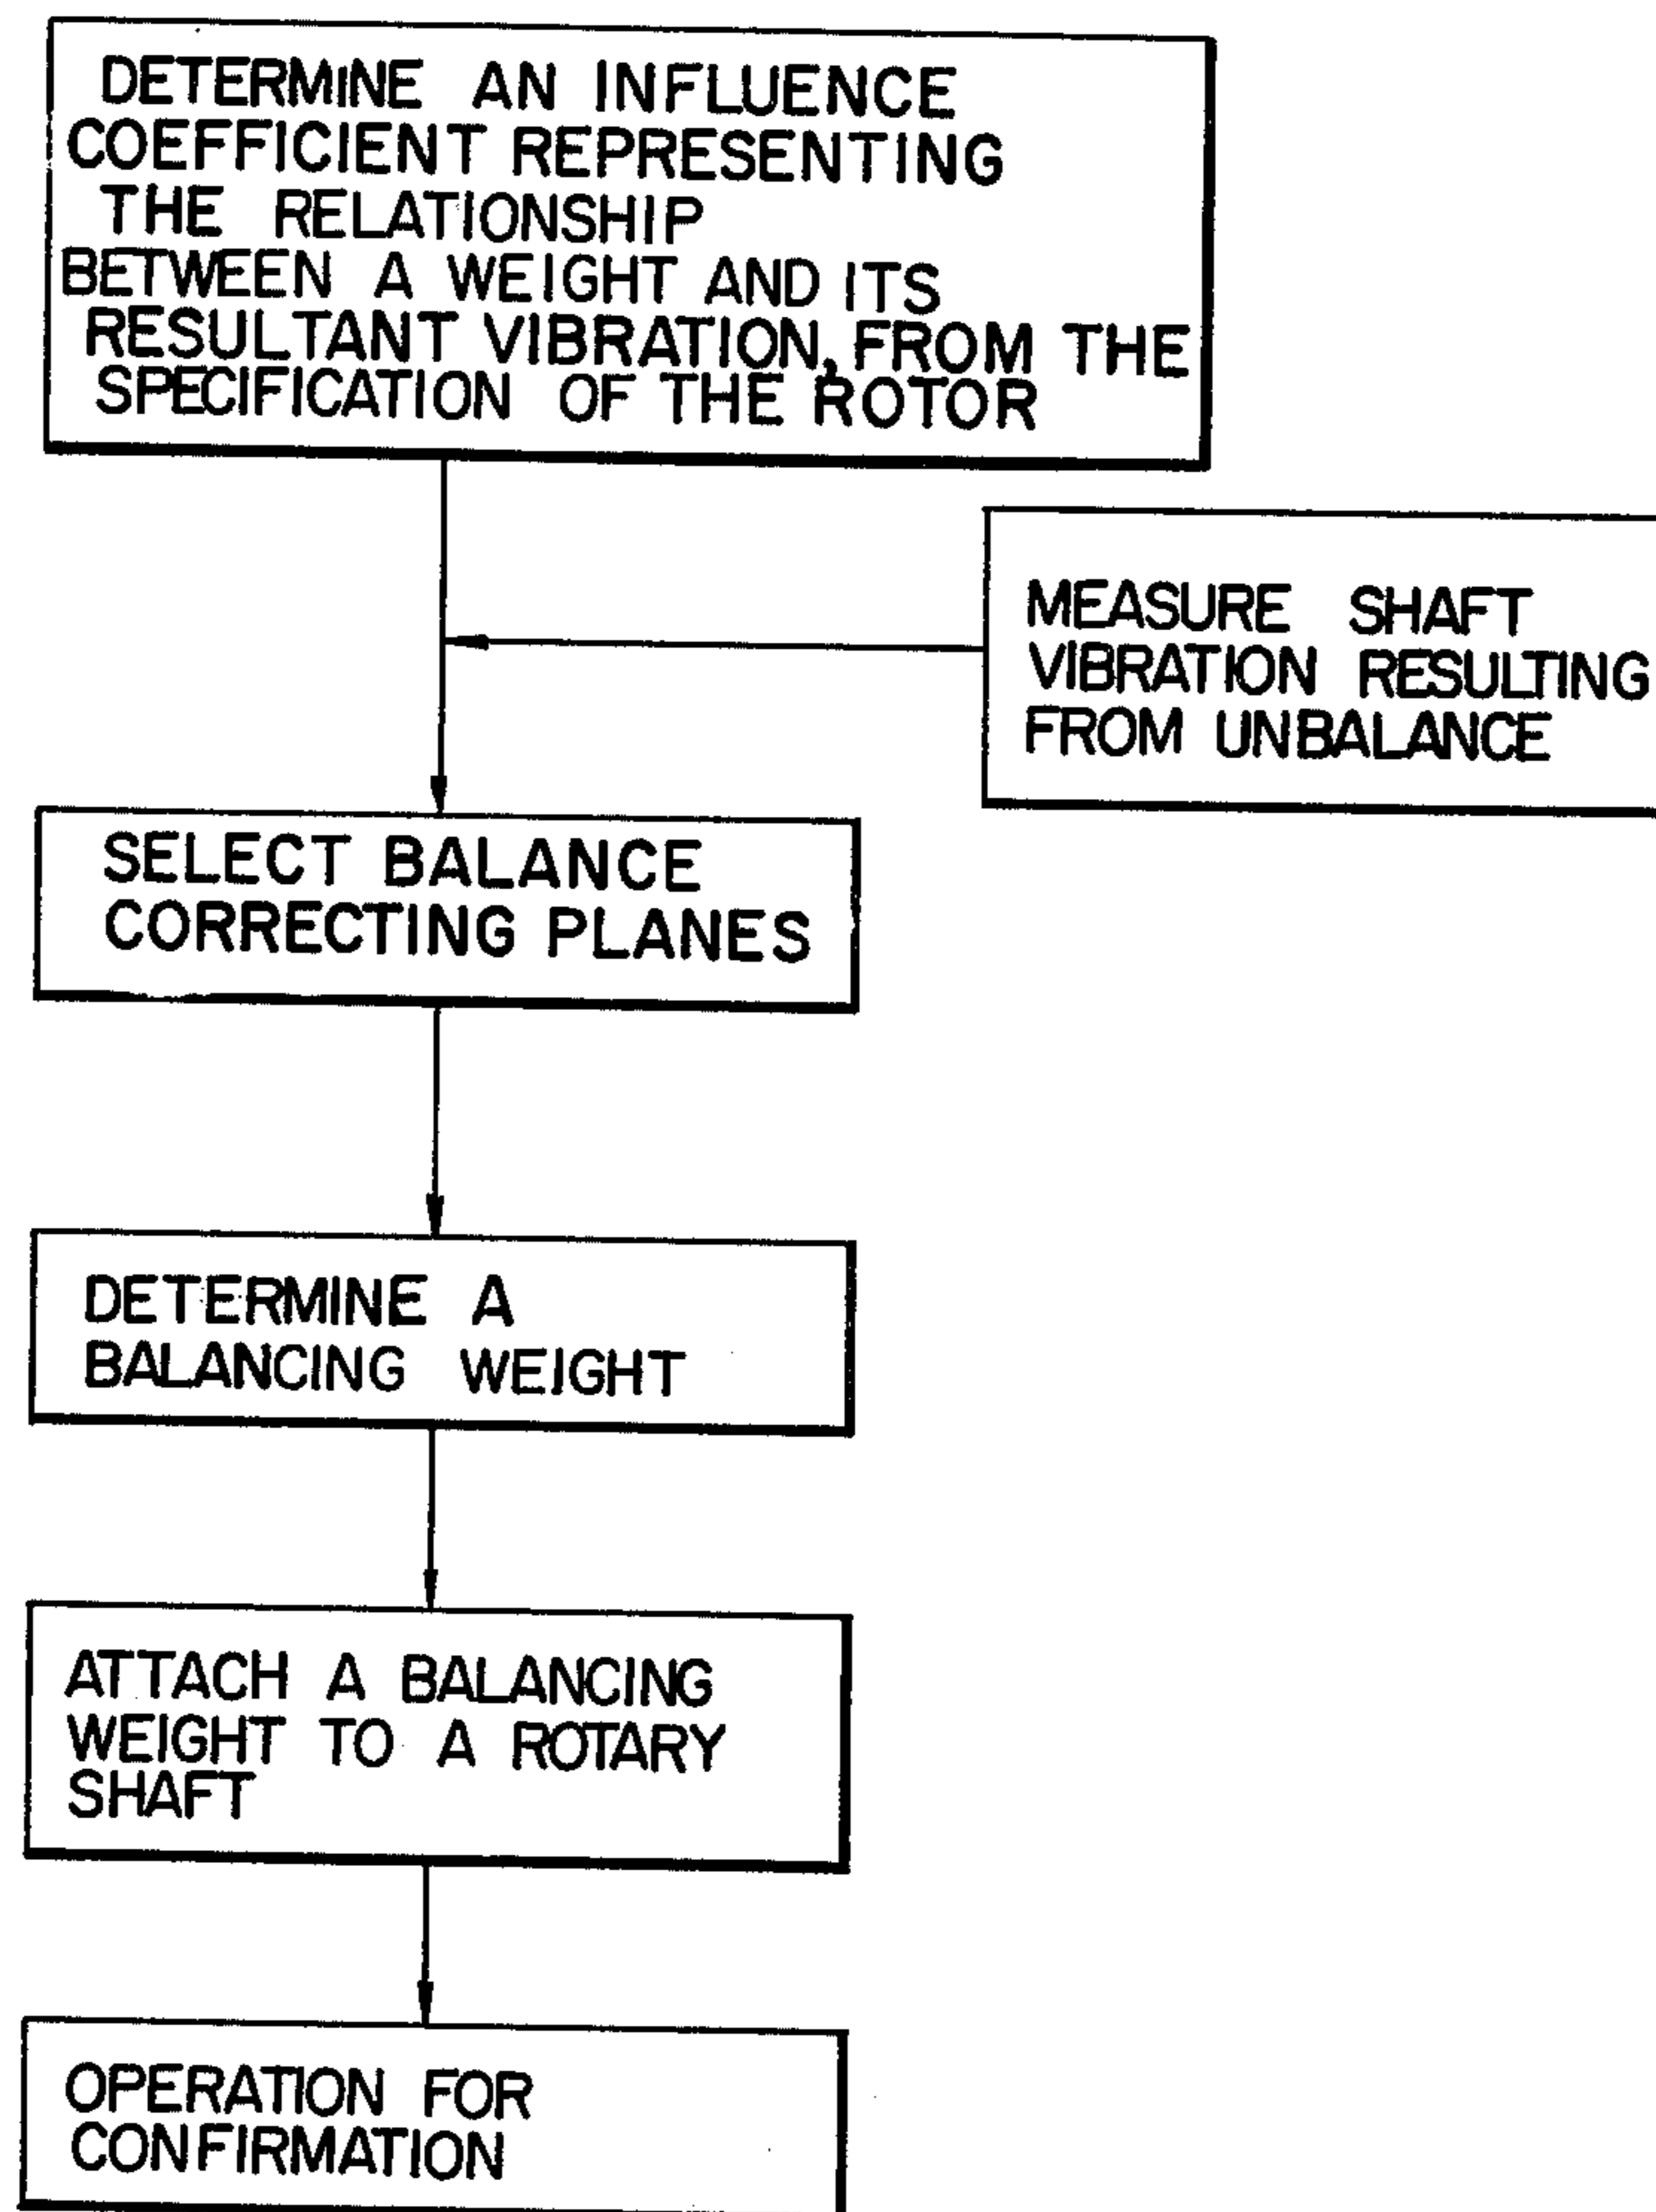 DETERMINE AN INFLUENCE
COEFFICIENT REPRESENTING
THE RELATIONSHIP
BETWEEN A WEIGHT AND ITS
RESULTANT VIBRATION, FROM THE
SPECIFICATION OF THE ROTOR
MEASURE SHAFT
VIBRATION RESULTING
FROM UNBALANCE
SELECT BALANCE
CORRECTING PLANES
DETERMINE A
BALANCING WEIGHT
ATTACH A BALANCING
WEIGHT TO A ROTARY
SHAFT
OPERATION FOR
CONFIRMATION